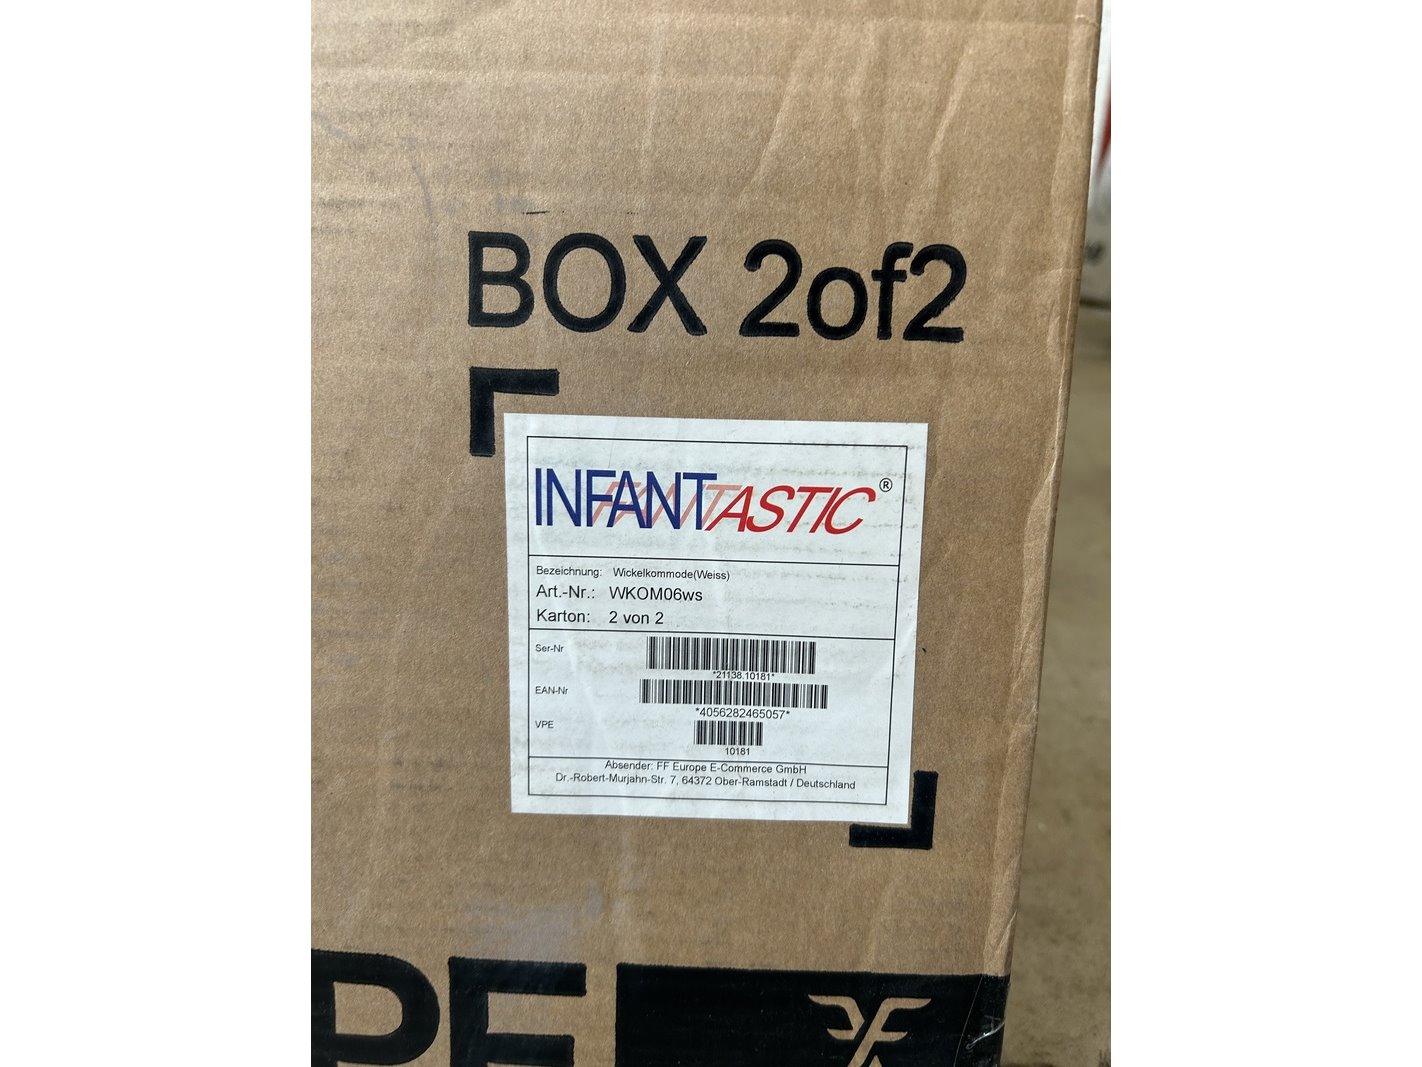 BOX 2of2
INFANTASTIC®
Bezeichnung: Wickelkommode(Weiss)
Art.-Nr.: WKOM06ws
Karton: 2 von 2
Ser-Nr
*21138.10181*
EAN-Nr
*4056282465057*
VPE
10181
Absender: FF Europe E-Commerce GmbH
Dr.-Robert-Murjahn-Str. 7, 64372 Ober-Ramstadt / Deutschland
PE